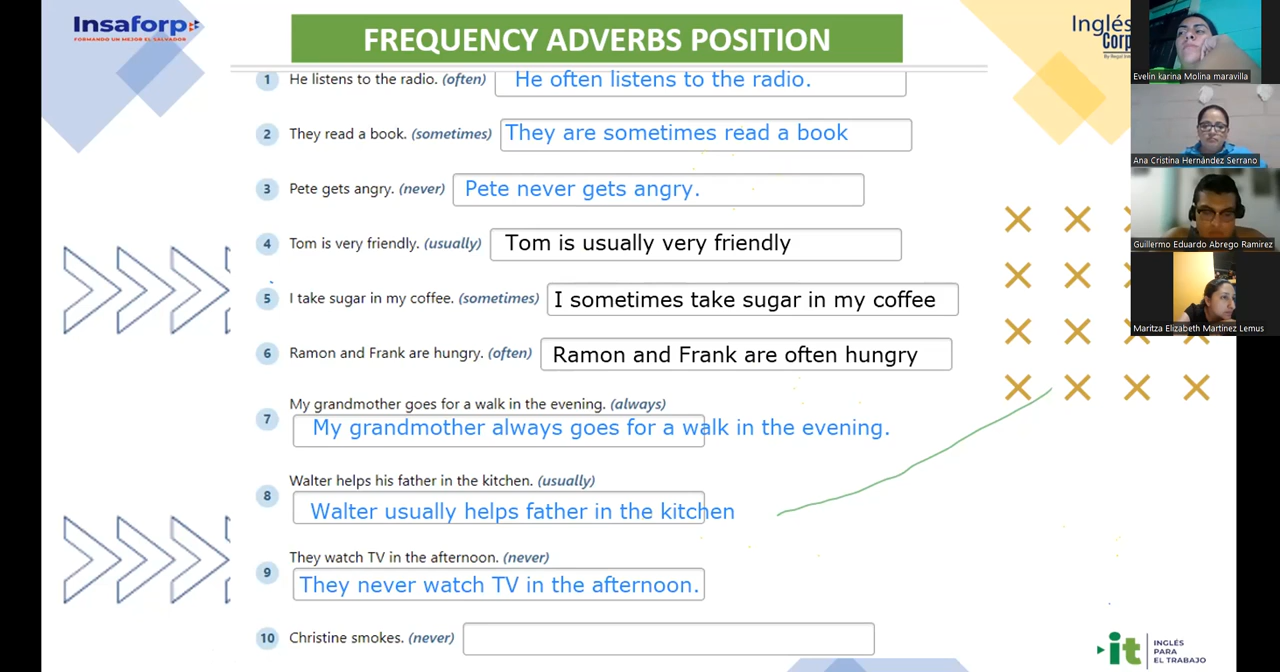 Insaforp
FORMANDO UN MEJOR EL SALVADOR
FREQUENCY ADVERBS POSITION
Inglés
Corp
1 He listens to the radio. (often) He often listens to the radio.
2 They read a book. (sometimes) They are sometimes read a book
3 Pete gets angry. (never) Pete never gets angry.
4 Tom is very friendly. (usually) Tom is usually very friendly
5 I take sugar in my coffee. (sometimes) I sometimes take sugar in my coffee
6 Ramon and Frank are hungry. (often) Ramon and Frank are often hungry
7 My grandmother goes for a walk in the evening. (always)
My grandmother always goes for a walk in the evening.
8 Walter helps his father in the kitchen. (usually)
Walter usually helps father in the kitchen
9 They watch TV in the afternoon. (never)
They never watch TV in the afternoon.
10 Christine smokes. (never)
Evelin karina Molina maravilla
Ana Cristina Hernández Serrano
Guillermo Eduardo Abrego Ramirez
Maritza Elizabeth Martinez Lemus
it
INGLÉS
PARA
EL TRABAJO